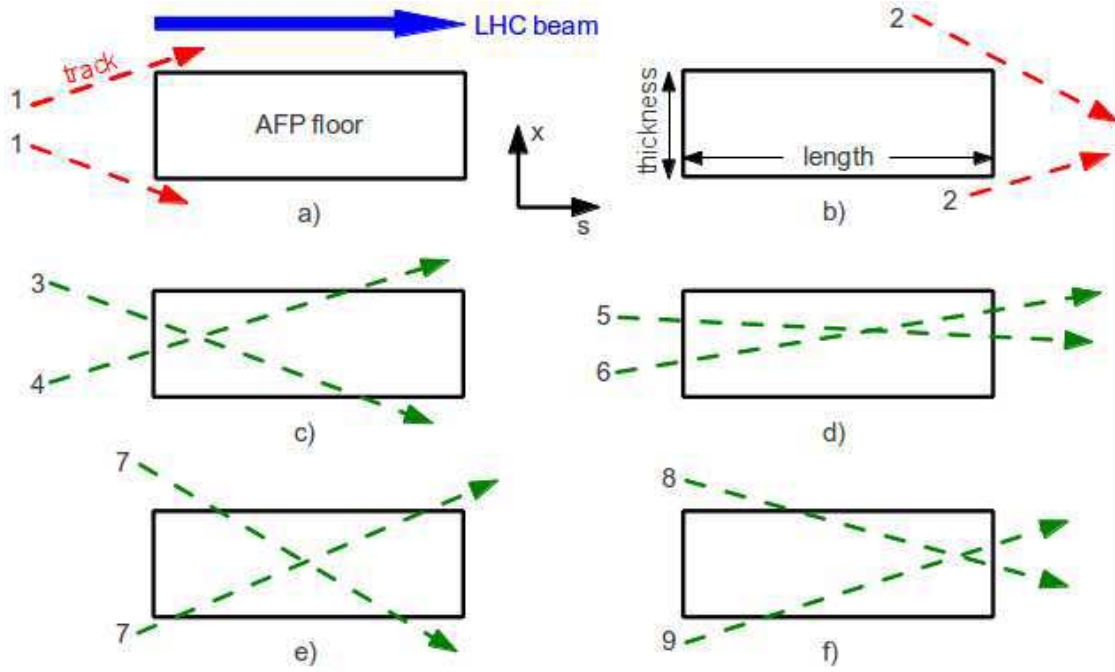 LHC beam
track
1
1
AFP floor
a)
x
s
2
thickness
length
2
b)
3
4
c)
5
6
d)
7
7
e)
8
9
f)